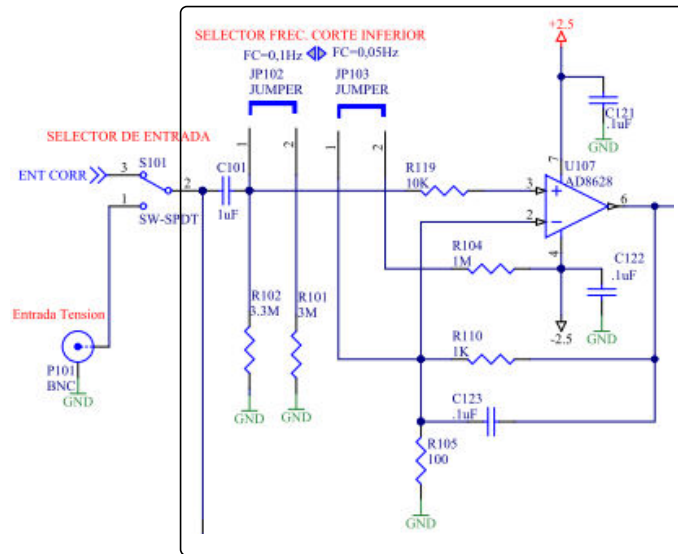 SELECTOR FREC. CORTE INFERIOR
FC=0,1Hz
FC=0,05Hz
JP102
JUMPER
JP103
JUMPER
+2.5
C121
.1uF
GND
SELECTOR DE ENTRADA
S101
ENT CORR
3
2
1
SW-SPDT
C101
1uF
1
2
1
2
R119
10K
3
2
7
U107
AD8628
6
4
R104
1M
C122
.1uF
GND
-2.5
R102
3.3M
R101
3M
R110
1K
Entrada Tension
P101
BNC
GND
GND
GND
C123
.1uF
R105
100
GND